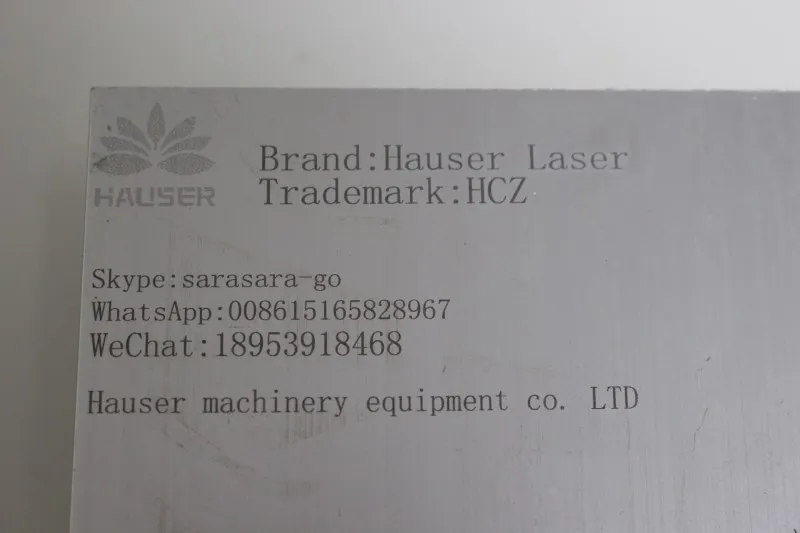 HAUSER
Brand:Hauser Laser
Trademark:HCZ
Skype:sarasara-go
WhatsApp:008615165828967
WeChat:18953918468
Hauser machinery equipment co. LTD